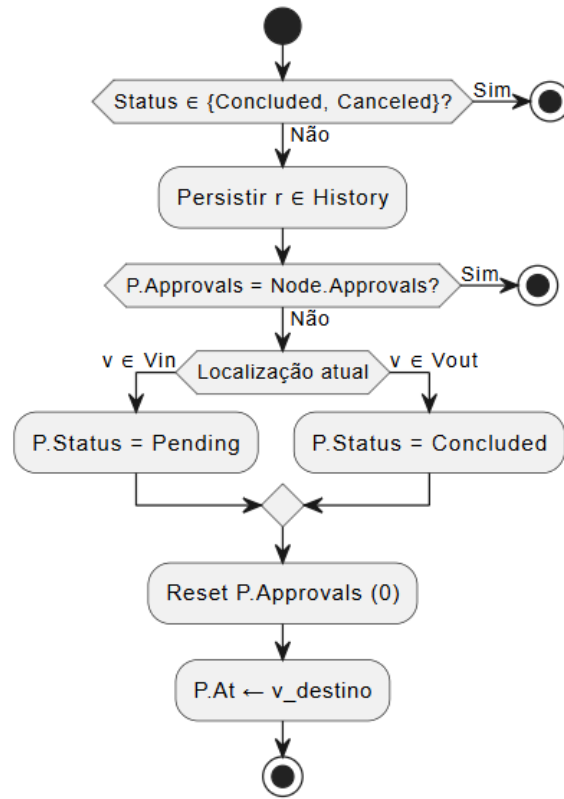 Status ∈ {Concluded, Canceled}?
Sim
Não
Persistir r ∈ History
P.Approvals = Node.Approvals?
Sim
Não
v ∈ Vin
Localização atual
v ∈ Vout
P.Status = Pending
P.Status = Concluded
Reset P.Approvals (0)
P.At ← v_destino